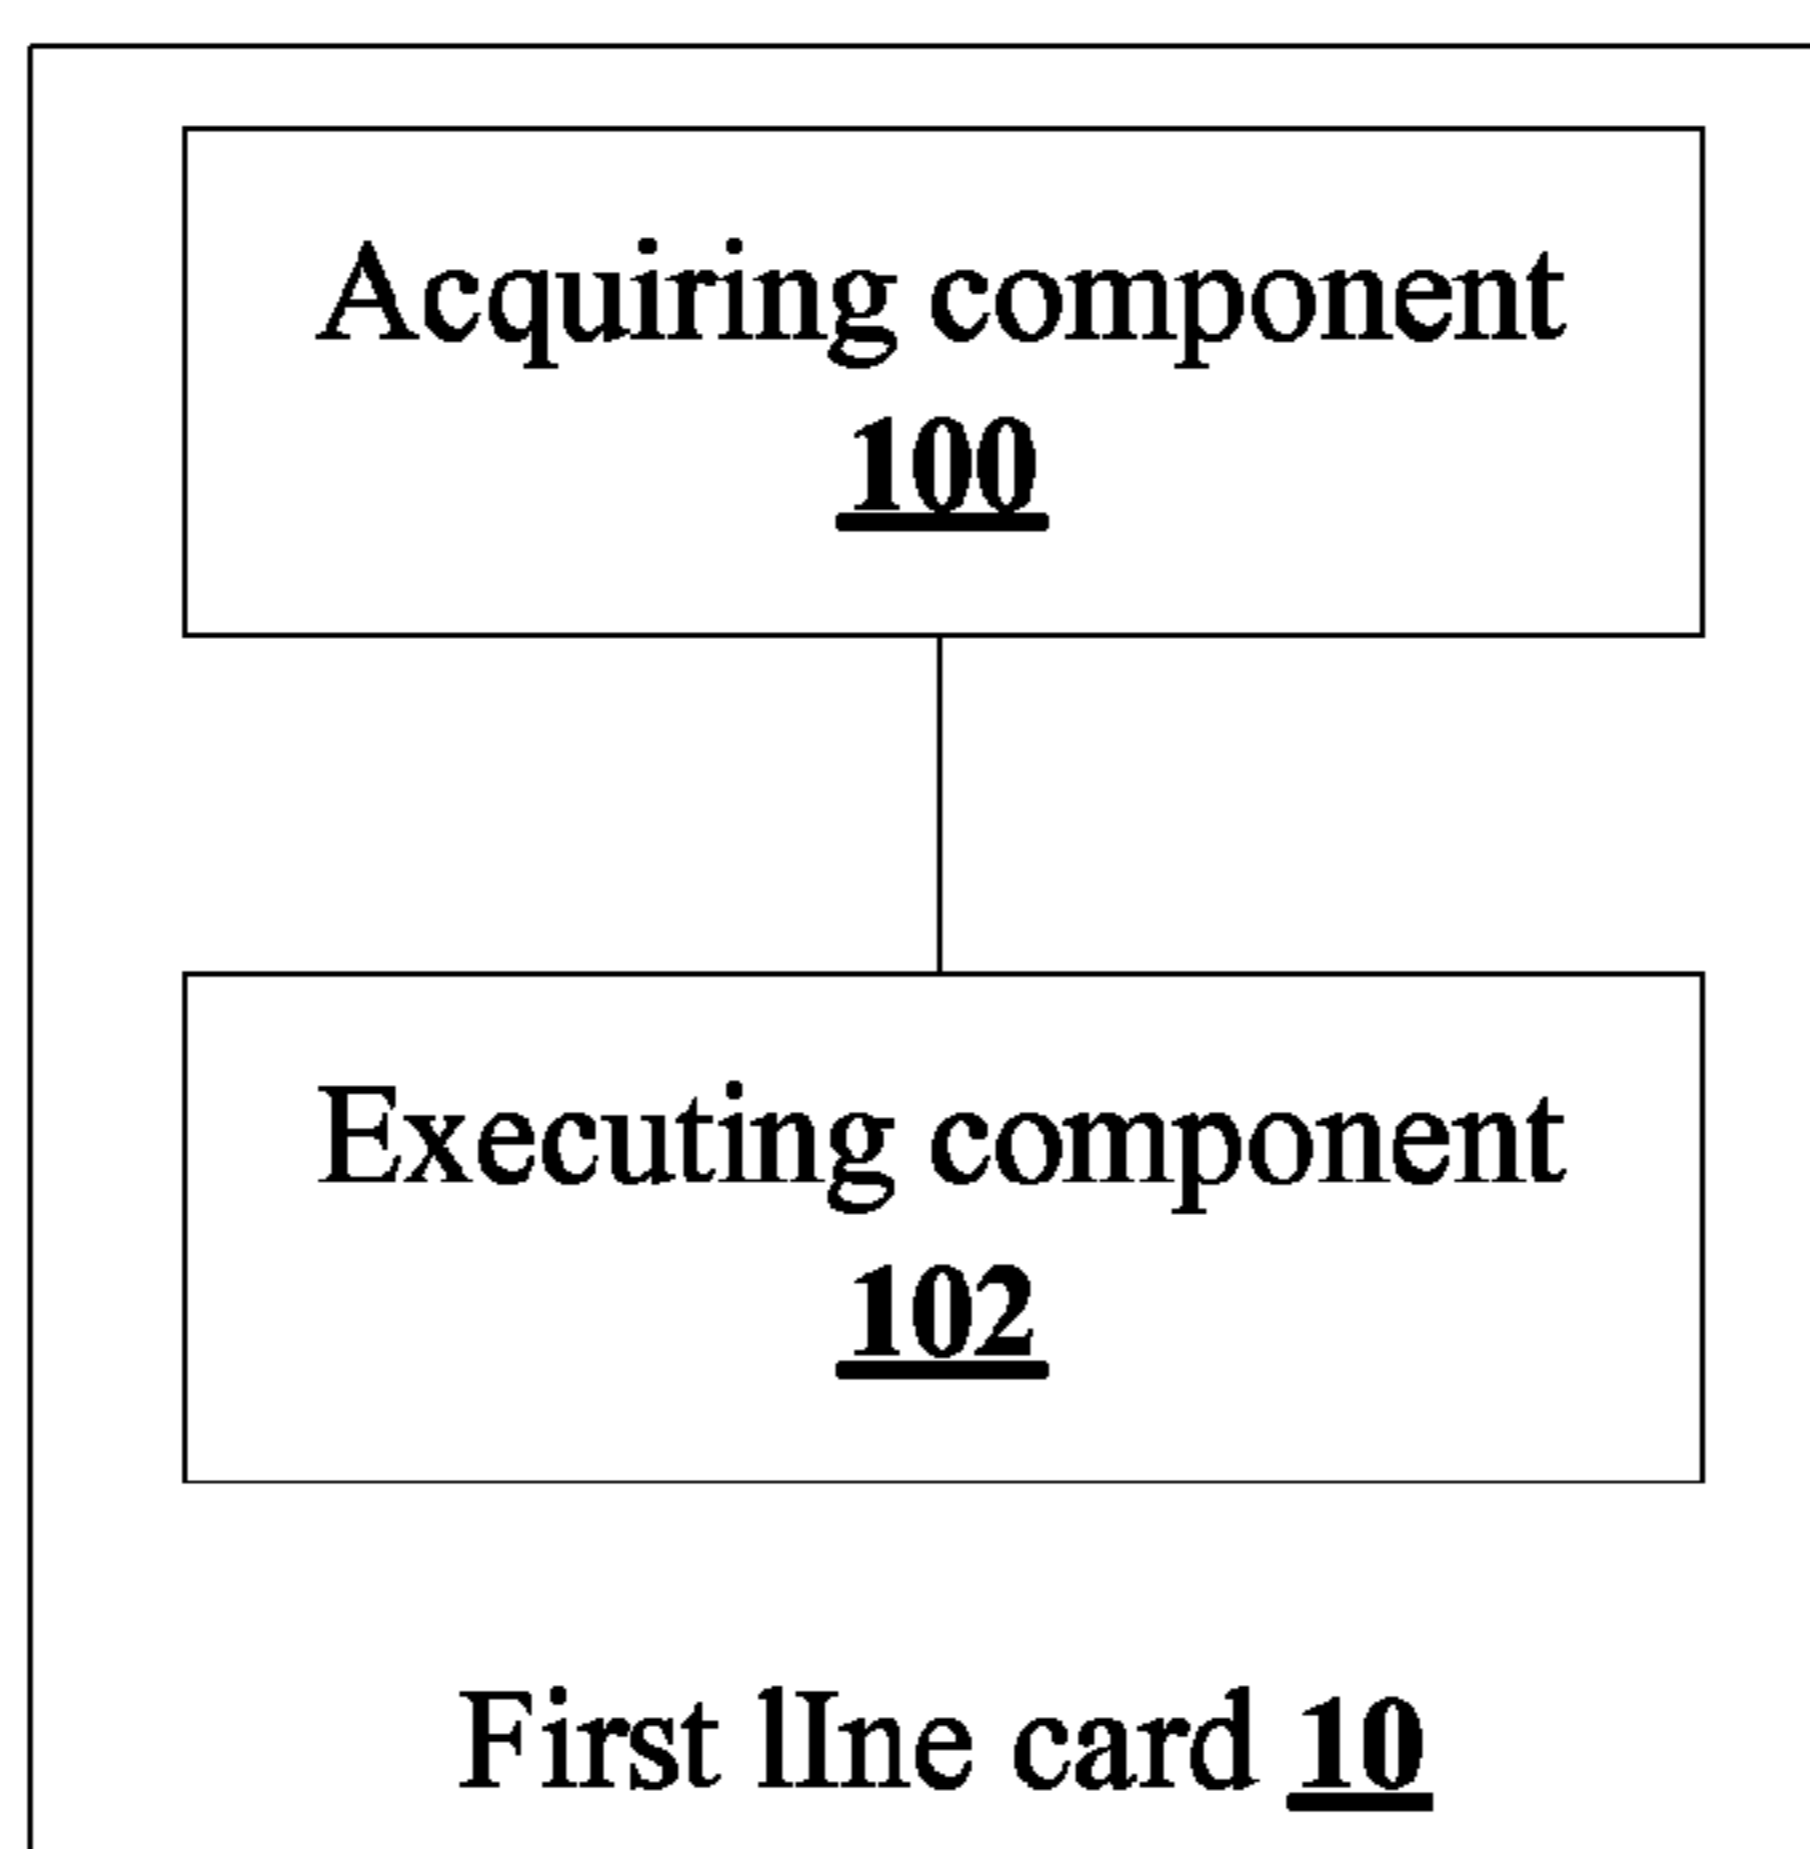 Acquiring component
100
Executing component
102
First lIne card 10